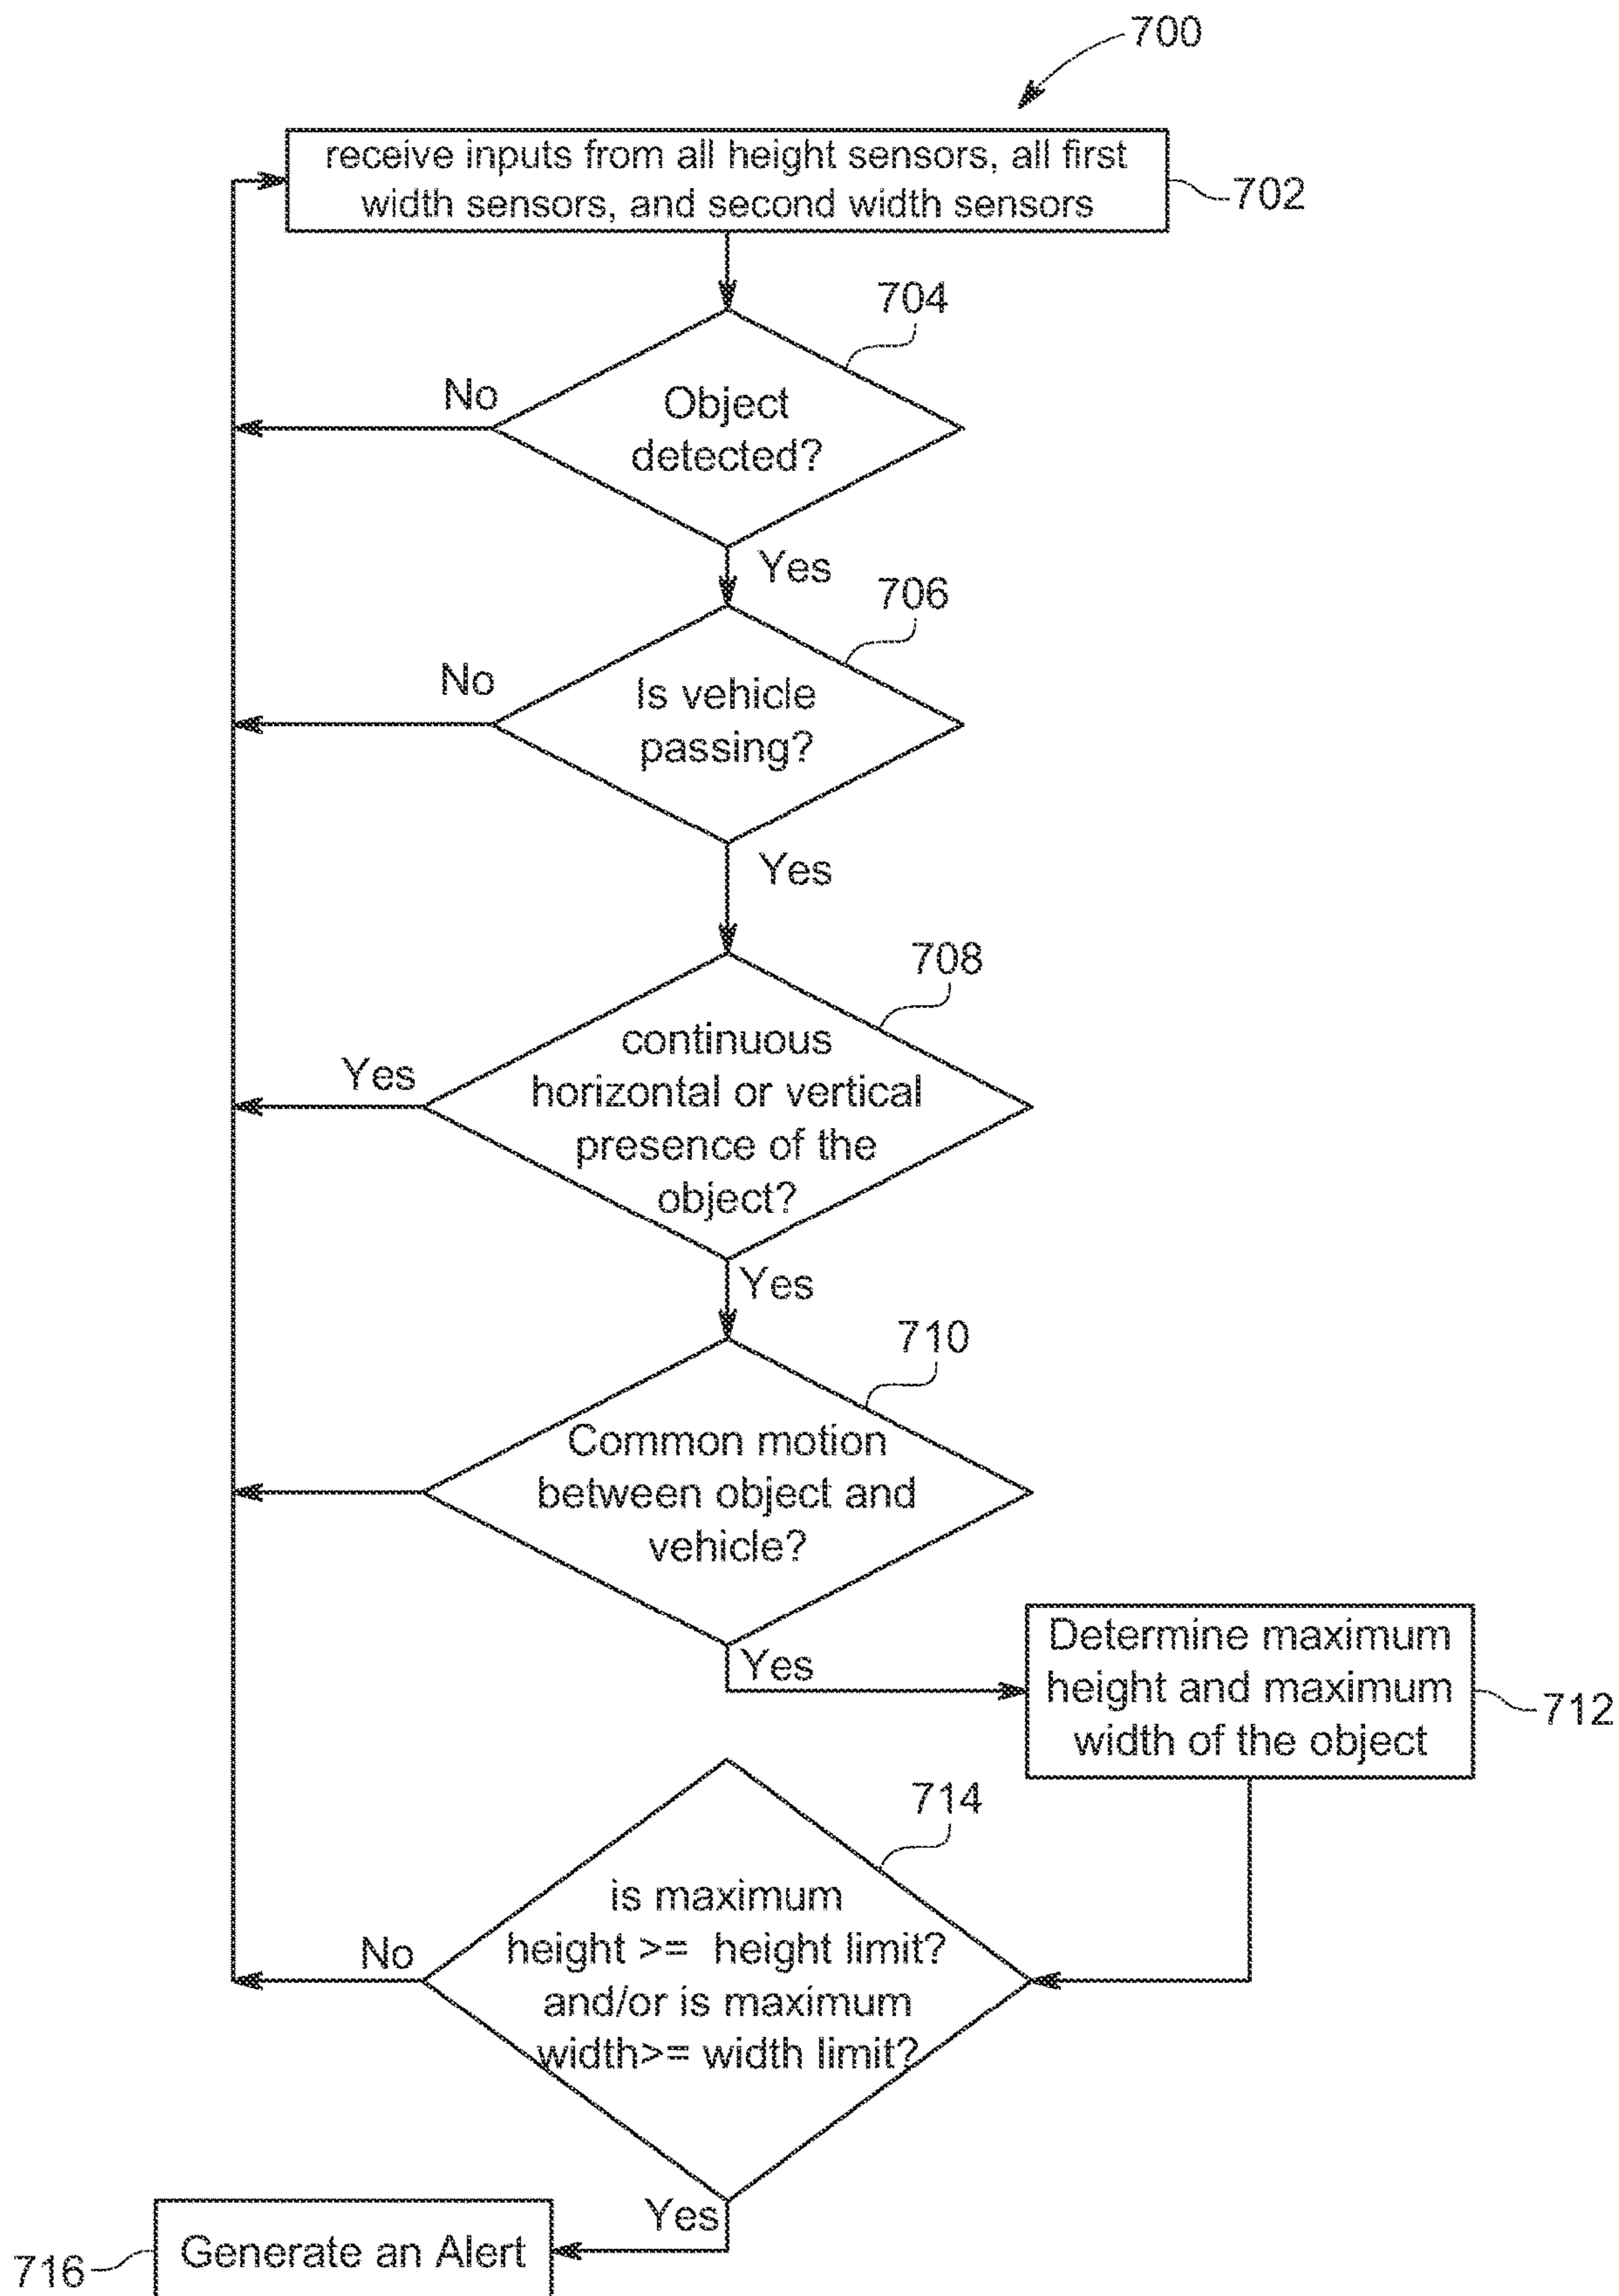 700
receive inputs from all height sensors, all first
width sensors, and second width sensors
702
704
No
Object
detected?
Yes
706
No
Is vehicle
passing?
Yes
708
Yes
continuous
horizontal or vertical
presence of the
object?
Yes
710
Common motion
between object and
vehicle?
Yes
Determine maximum
height and maximum
width of the object
712
714
is maximum
height >= height limit?
and/or is maximum
width>= width limit?
No
Yes
Generate an Alert
716